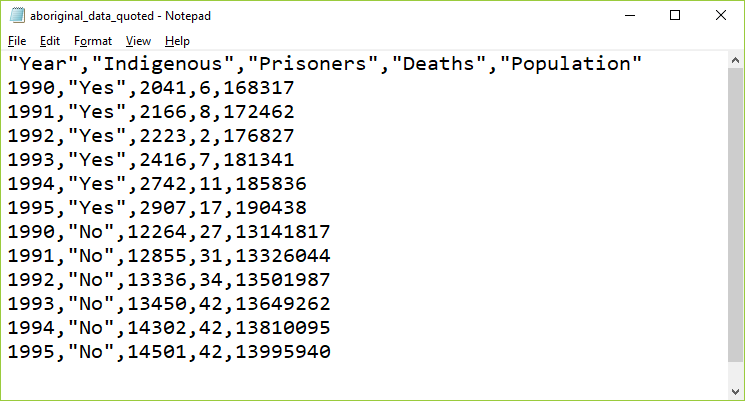 aboriginal_data_quoted - Notepad
File Edit Format View Help
"Year","Indigenous","Prisoners","Deaths","Population"
1990,"Yes",2041,6,168317
1991,"Yes",2166,8,172462
1992,"Yes",2223,2,176827
1993,"Yes",2416,7,181341
1994,"Yes",2742,11,185836
1995,"Yes",2907,17,190438
1990,"No",12264,27,13141817
1991,"No",12855,31,13326044
1992,"No",13336,34,13501987
1993,"No",13450,42,13649262
1994,"No",14302,42,13810095
1995,"No",14501,42,13995940